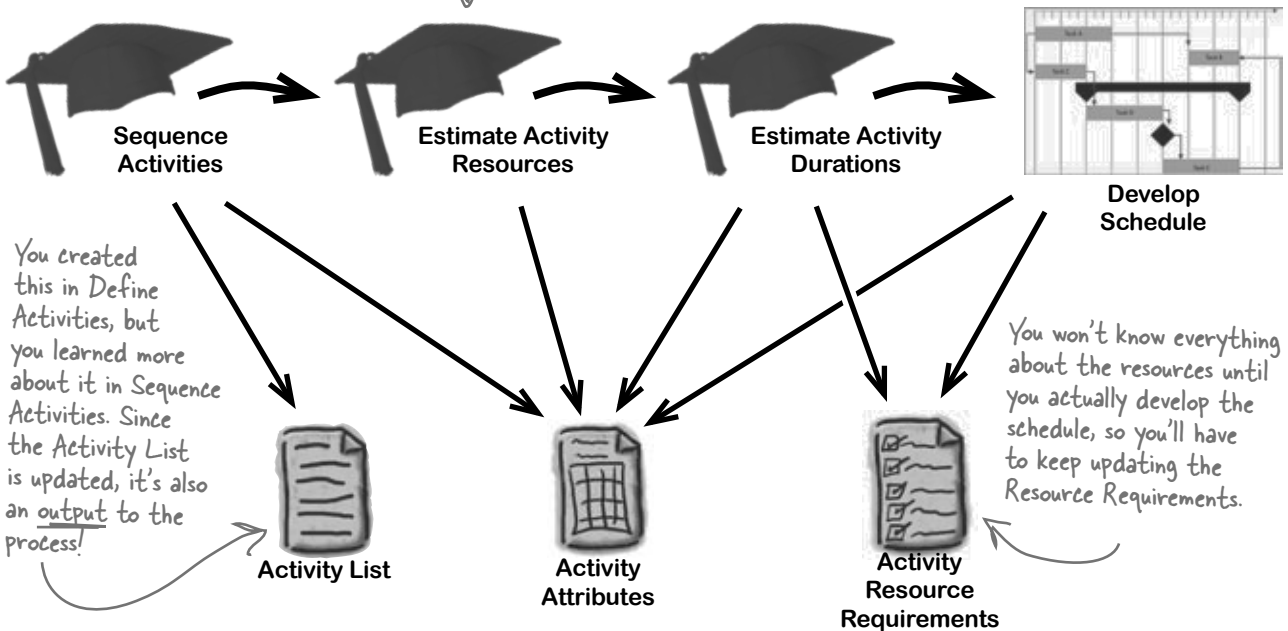 Sequence
Activities
Estimate Activity
Resources
Estimate Activity
Durations
Develop
Schedule
You created
this in Define
Activities, but
you learned more
about it in Sequence
Activities. Since
the Activity List
is updated, it's also
an output to the
process!
You won't know everything
about the resources until
you actually develop the
schedule, so you'll have
to keep updating the
Resource Requirements.
Activity List
Activity
Attributes
Activity
Resource
Requirements